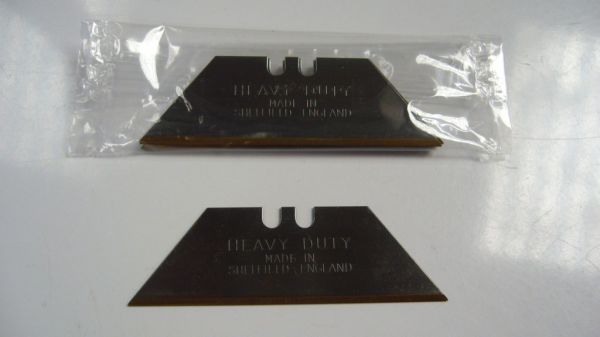 HEAVY DUTY
MADE IN
SHEFFIELD, ENGLAND
HEAVY DUTY
MADE IN
SHEFFIELD, ENGLAND